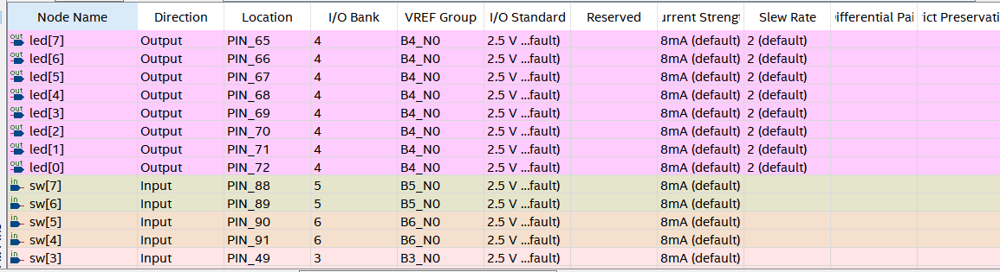 Node Name Direction Location I/O Bank VREF Group I/O Standard Reserved urrent Streng Slew Rate ifferential Pai ict Preservati
out led[7] Output PIN_65 4 B4_N0 2.5 V ...fault) 8mA (default) 2 (default)
out led[6] Output PIN_66 4 B4_N0 2.5 V ...fault) 8mA (default) 2 (default)
out led[5] Output PIN_67 4 B4_N0 2.5 V ...fault) 8mA (default) 2 (default)
out led[4] Output PIN_68 4 B4_N0 2.5 V ...fault) 8mA (default) 2 (default)
out led[3] Output PIN_69 4 B4_N0 2.5 V ...fault) 8mA (default) 2 (default)
out led[2] Output PIN_70 4 B4_N0 2.5 V ...fault) 8mA (default) 2 (default)
out led[1] Output PIN_71 4 B4_N0 2.5 V ...fault) 8mA (default) 2 (default)
out led[0] Output PIN_72 4 B4_N0 2.5 V ...fault) 8mA (default) 2 (default)
in sw[7] Input PIN_88 5 B5_N0 2.5 V ...fault) 8mA (default)
in sw[6] Input PIN_89 5 B5_N0 2.5 V ...fault) 8mA (default)
in sw[5] Input PIN_90 6 B6_N0 2.5 V ...fault) 8mA (default)
in sw[4] Input PIN_91 6 B6_N0 2.5 V ...fault) 8mA (default)
in sw[3] Input PIN_49 3 B3_N0 2.5 V ...fault) 8mA (default)